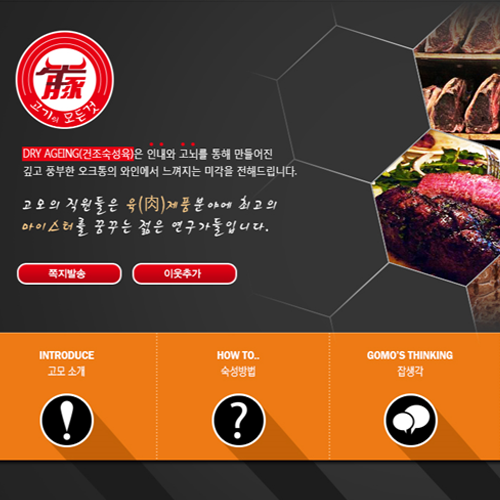 豚
고기의 모든것
DRY AGEING(건조숙성육)은 인내와 고뇌를 통해 만들어진
깊고 풍부한 오크통의 와인에서 느껴지는 미각을 전해드립니다.
고모의 직원들은 육(肉)제품분야에 최고의
마이스터를 꿈꾸는 젊은 연구가들입니다.
쪽지발송 이웃추가
INTRODUCE HOW TO.. GOMO'S THINKING
고모 소개 숙성방법 잡생각
! ?